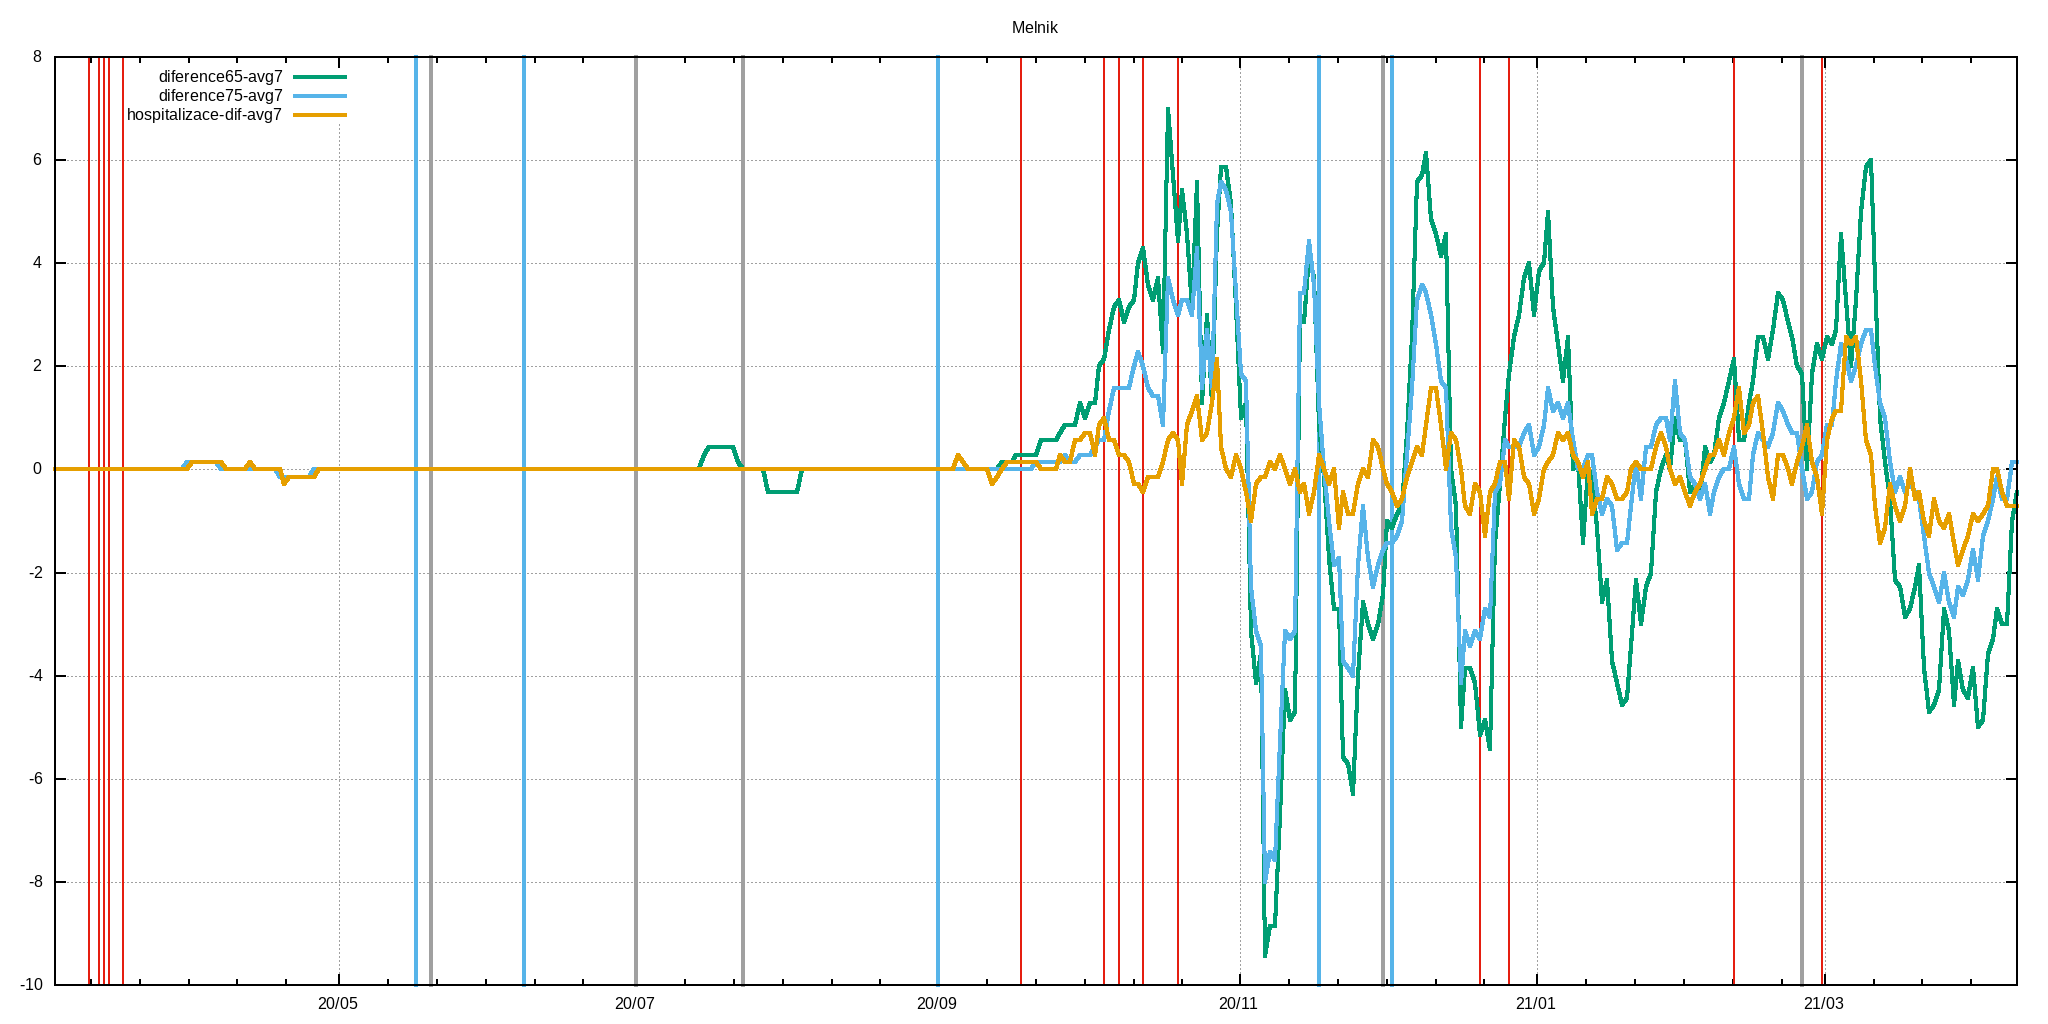 Melnik
diference65-avg7
diference75-avg7
hospitalizace-dif-avg7
8
6
4
2
0
-2
-4
-6
-8
-10
20/05 20/07 20/09 20/11 21/01 21/03